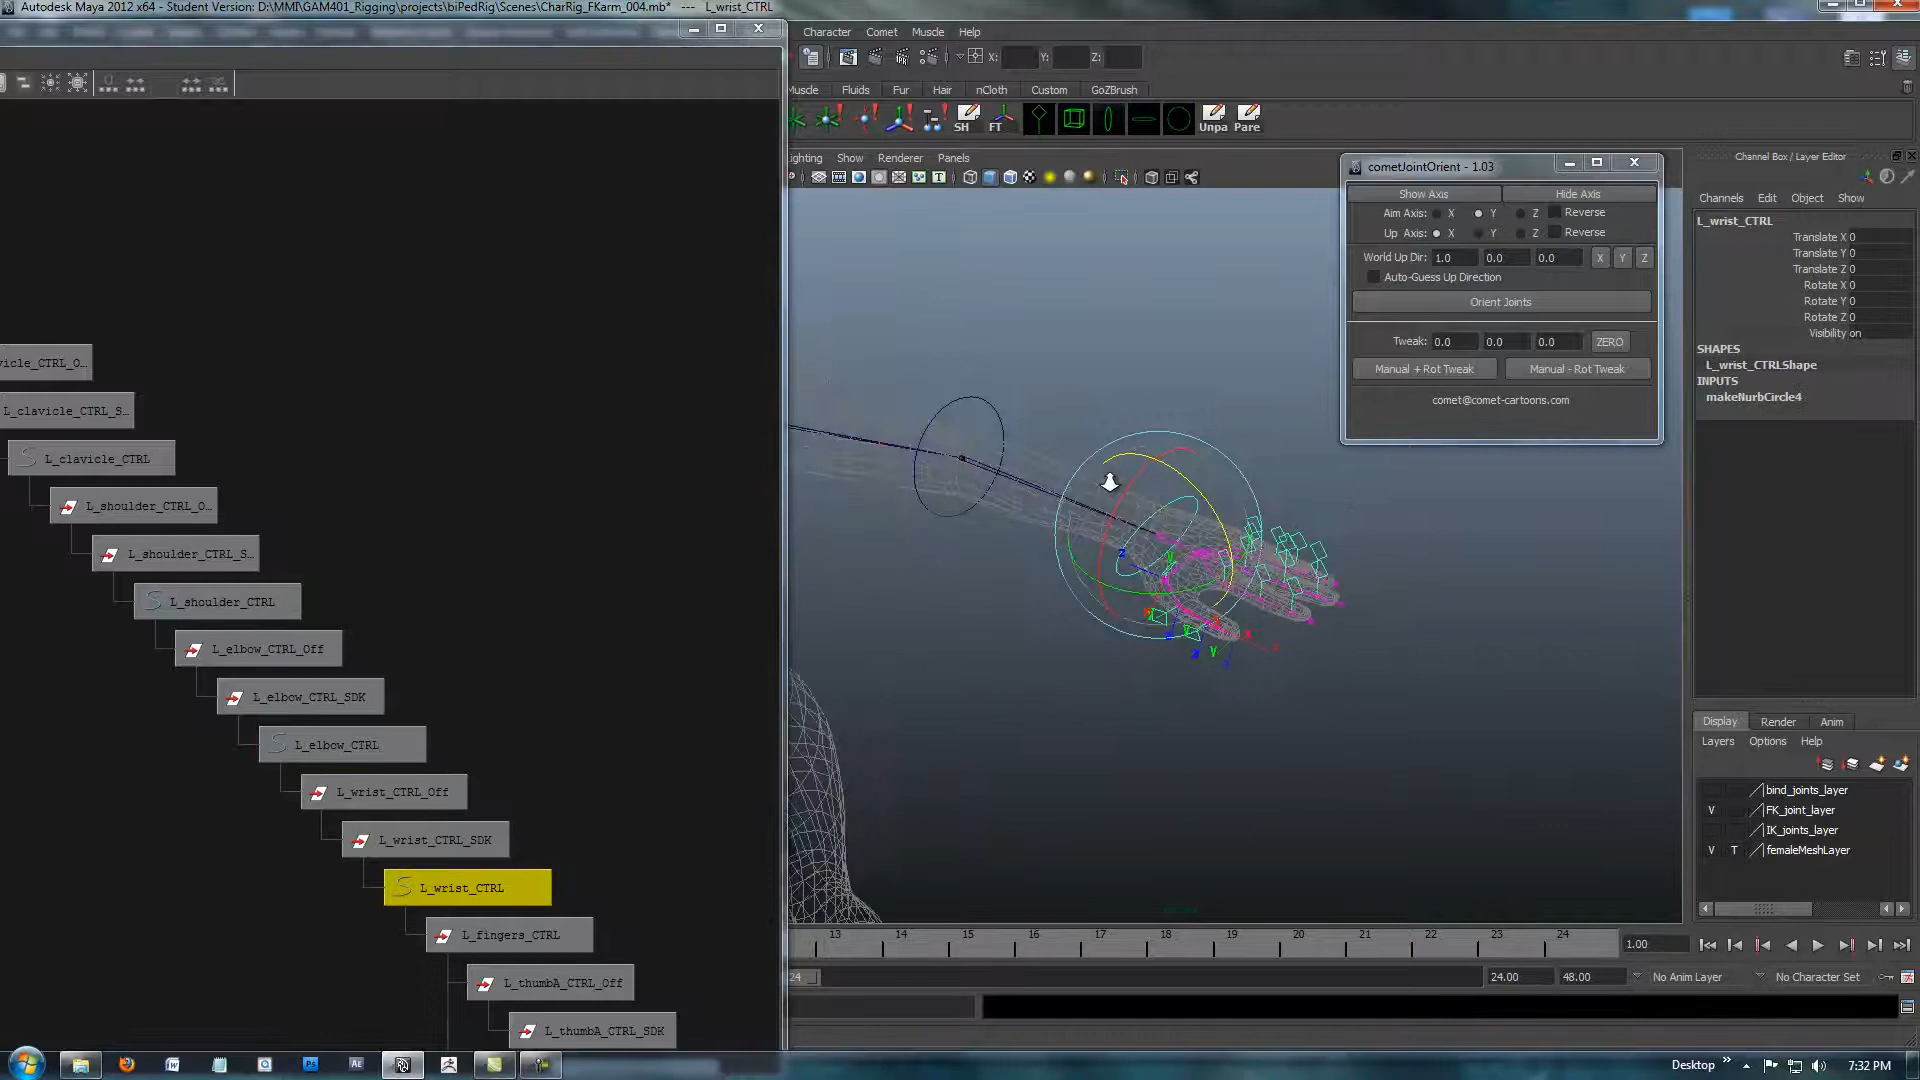 Autodesk Maya 2012 x64 - Student Version: D:\MMI\GAM401_Rigging\projects\biPedRig\Scenes\CharRig_FKarm_004.mb* --- L_wrist_CTRL
Character Comet Muscle Help
X: Y: Z:
Muscle Fluids Fur Hair nCloth Custom GoZBrush
SH FT Unpa Pare
Lighting Show Renderer Panels
cometJointOrient - 1.03
Show Axis Hide Axis
Aim Axis: X Y Z Reverse
Up Axis: X Y Z Reverse
World Up Dir: 1.0 0.0 0.0 X Y Z
Auto-Guess Up Direction
Orient Joints
Tweak: 0.0 0.0 0.0 ZERO
Manual + Rot Tweak Manual - Rot Tweak
comet@comet-cartoons.com
Channel Box / Layer Editor
Channels Edit Object Show
L_wrist_CTRL
Translate X 0
Translate Y 0
Translate Z 0
Rotate X 0
Rotate Y 0
Rotate Z 0
Visibility on
SHAPES
L_wrist_CTRLShape
INPUTS
makeNurbCircle4
Display Render Anim
Layers Options Help
bind_joints_layer
V FK_joint_layer
IK_joints_layer
V T femaleMeshLayer
vicle_CTRL_O...
L_clavicle_CTRL_S...
L_clavicle_CTRL
L_shoulder_CTRL_O...
L_shoulder_CTRL_S...
L_shoulder_CTRL
L_elbow_CTRL_Off
L_elbow_CTRL_SDK
L_elbow_CTRL
L_wrist_CTRL_Off
L_wrist_CTRL_SDK
L_wrist_CTRL
L_fingers_CTRL
L_thumbA_CTRL_Off
L_thumbA_CTRL_SDK
13 14 15 16 17 18 19 20 21 22 23 24 1.00
24 24.00 48.00 No Anim Layer No Character Set
Desktop 7:32 PM